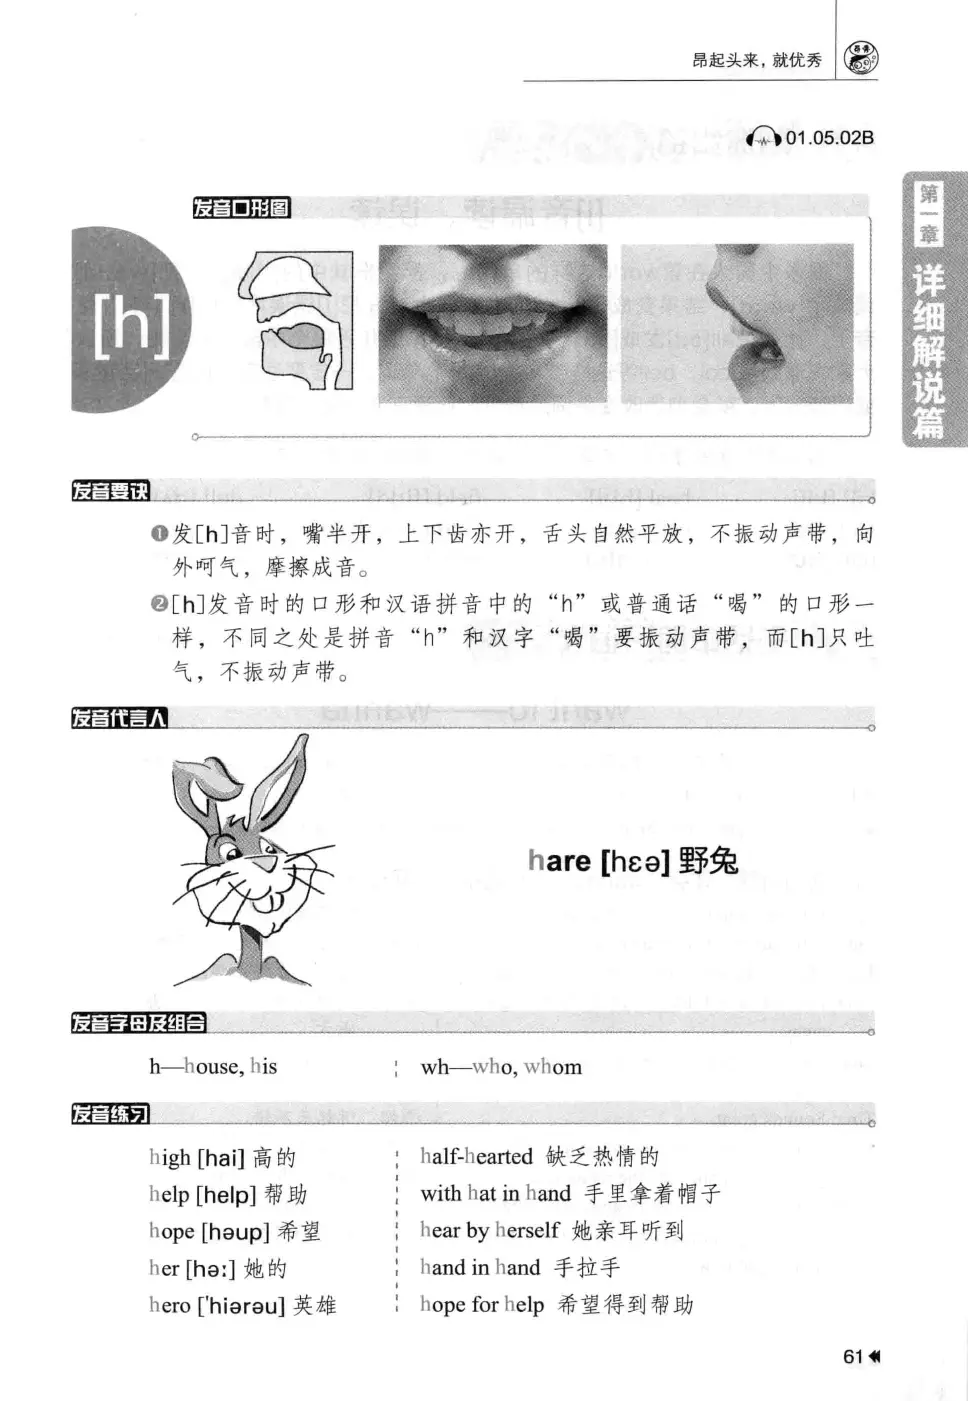 昂起头来，就优秀
01.05.02B
第一章 详细解说篇
发音口形图
[h]
发音要诀
❶发[h]音时，嘴半开，上下齿亦开，舌头自然平放，不振动声带，向
外呵气，摩擦成音。
❷[h]发音时的口形和汉语拼音中的“h”或普通话“喝”的口形一
样，不同之处是拼音“h”和汉字“喝”要振动声带，而[h]只吐
气，不振动声带。
发音代言人
hare [hɛə] 野兔
发音字母及组合
h—house, his
wh—who, whom
发音练习
high [hai] 高的
help [help] 帮助
hope [həup] 希望
her [hə:] 她的
hero ['hiərəu] 英雄
half-hearted 缺乏热情的
with hat in hand 手里拿着帽子
hear by herself 她亲耳听到
hand in hand 手拉手
hope for help 希望得到帮助
61